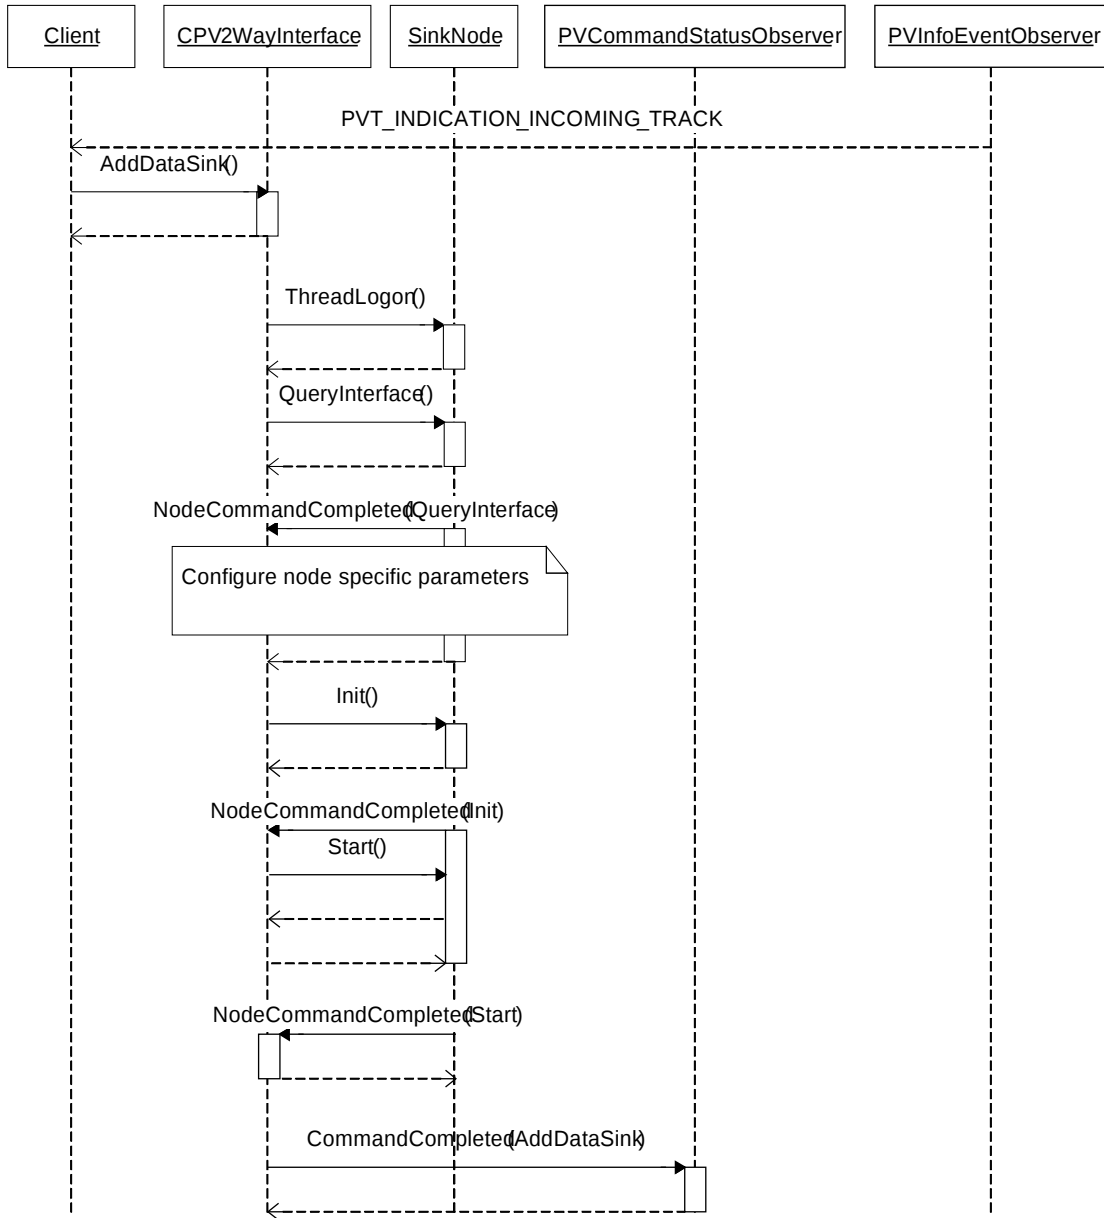 Client
CPV2WayInterface
SinkNode
PVCommandStatusObserver
PVInfoEventObserver
PVT_INDICATION_INCOMING_TRACK
AddDataSink()
ThreadLogon()
QueryInterface()
NodeCommandCompleted(QueryInterface)
Configure node specific parameters
Init()
NodeCommandCompleted(Init)
Start()
NodeCommandCompleted(Start)
CommandCompleted(AddDataSink)